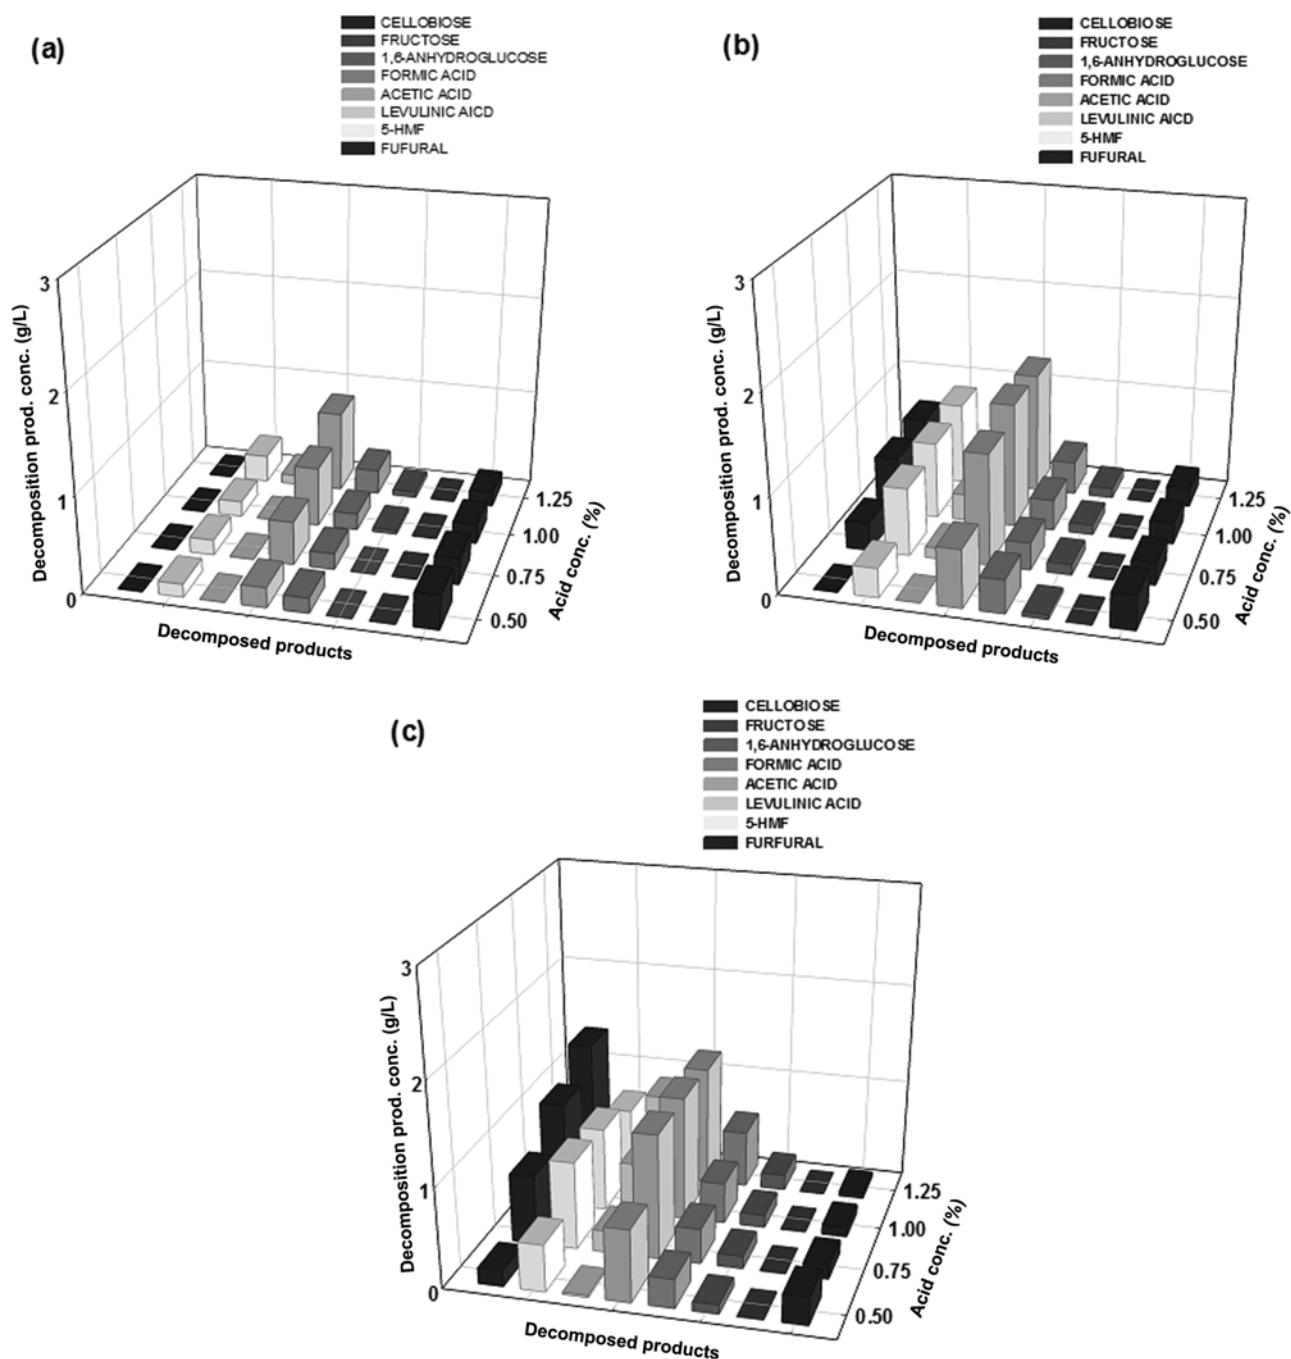 (a)
CELLOBIOSE
FRUCTOSE
1,6-ANHYDROGLUCOSE
FORMIC ACID
ACETIC ACID
LEVULINIC AICD
5-HMF
FUFURAL
Decomposition prod. conc. (g/L)
3
2
1
0
Decomposed products
1.25
1.00
0.75
0.50
Acid conc. (%)
(b)
CELLOBIOSE
FRUCTOSE
1,6-ANHYDROGLUCOSE
FORMIC ACID
ACETIC ACID
LEVULINIC AICD
5-HMF
FUFURAL
Decomposition prod. conc. (g/L)
3
2
1
0
Decomposed products
1.25
1.00
0.75
0.50
Acid conc. (%)
(c)
CELLOBIOSE
FRUCTOSE
1,6-ANHYDROGLUCOSE
FORMIC ACID
ACETIC ACID
LEVULINIC ACID
5-HMF
FURFURAL
Decomposition prod. conc. (g/L)
3
2
1
0
Decomposed products
1.25
1.00
0.75
0.50
Acid conc. (%)